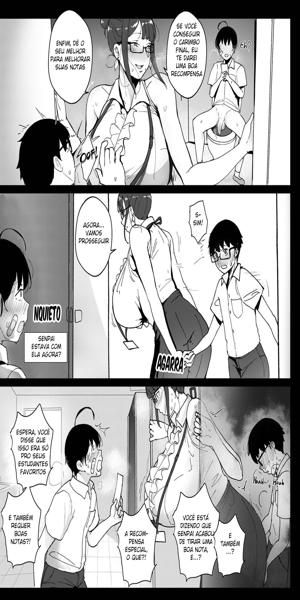 ENFIM, DÊ O
SEU MELHOR
PARA MELHORAR
SUAS NOTAS
SE VOCÊ
CONSEGUIR
O CARIMBO
FINAL, EU
TE DAREI
UMA BOA
RECOMPENSA
AGORA...
VAMOS
PROSSEGUIR
S-
SIM!
INQUIETO
SENPAI
ESTAVA COM
ELA AGORA?
AGARRA
ESPERA, VOCÊ
DISSE QUE
ISSO ERA SÓ
PRO SEUS
ESTUDANTES
FAVORITOS
E TAMBÉM
REQUER
BOAS
NOTAS!?
A RECOM-
PENSA
ESPECIAL,
O QUE?!
VOCÊ ESTÁ
DIZENDO QUE
SENPAI ACABOU
DE TIRAR UMA
BOA NOTA,
E...?
E
TAMBÉM
...?